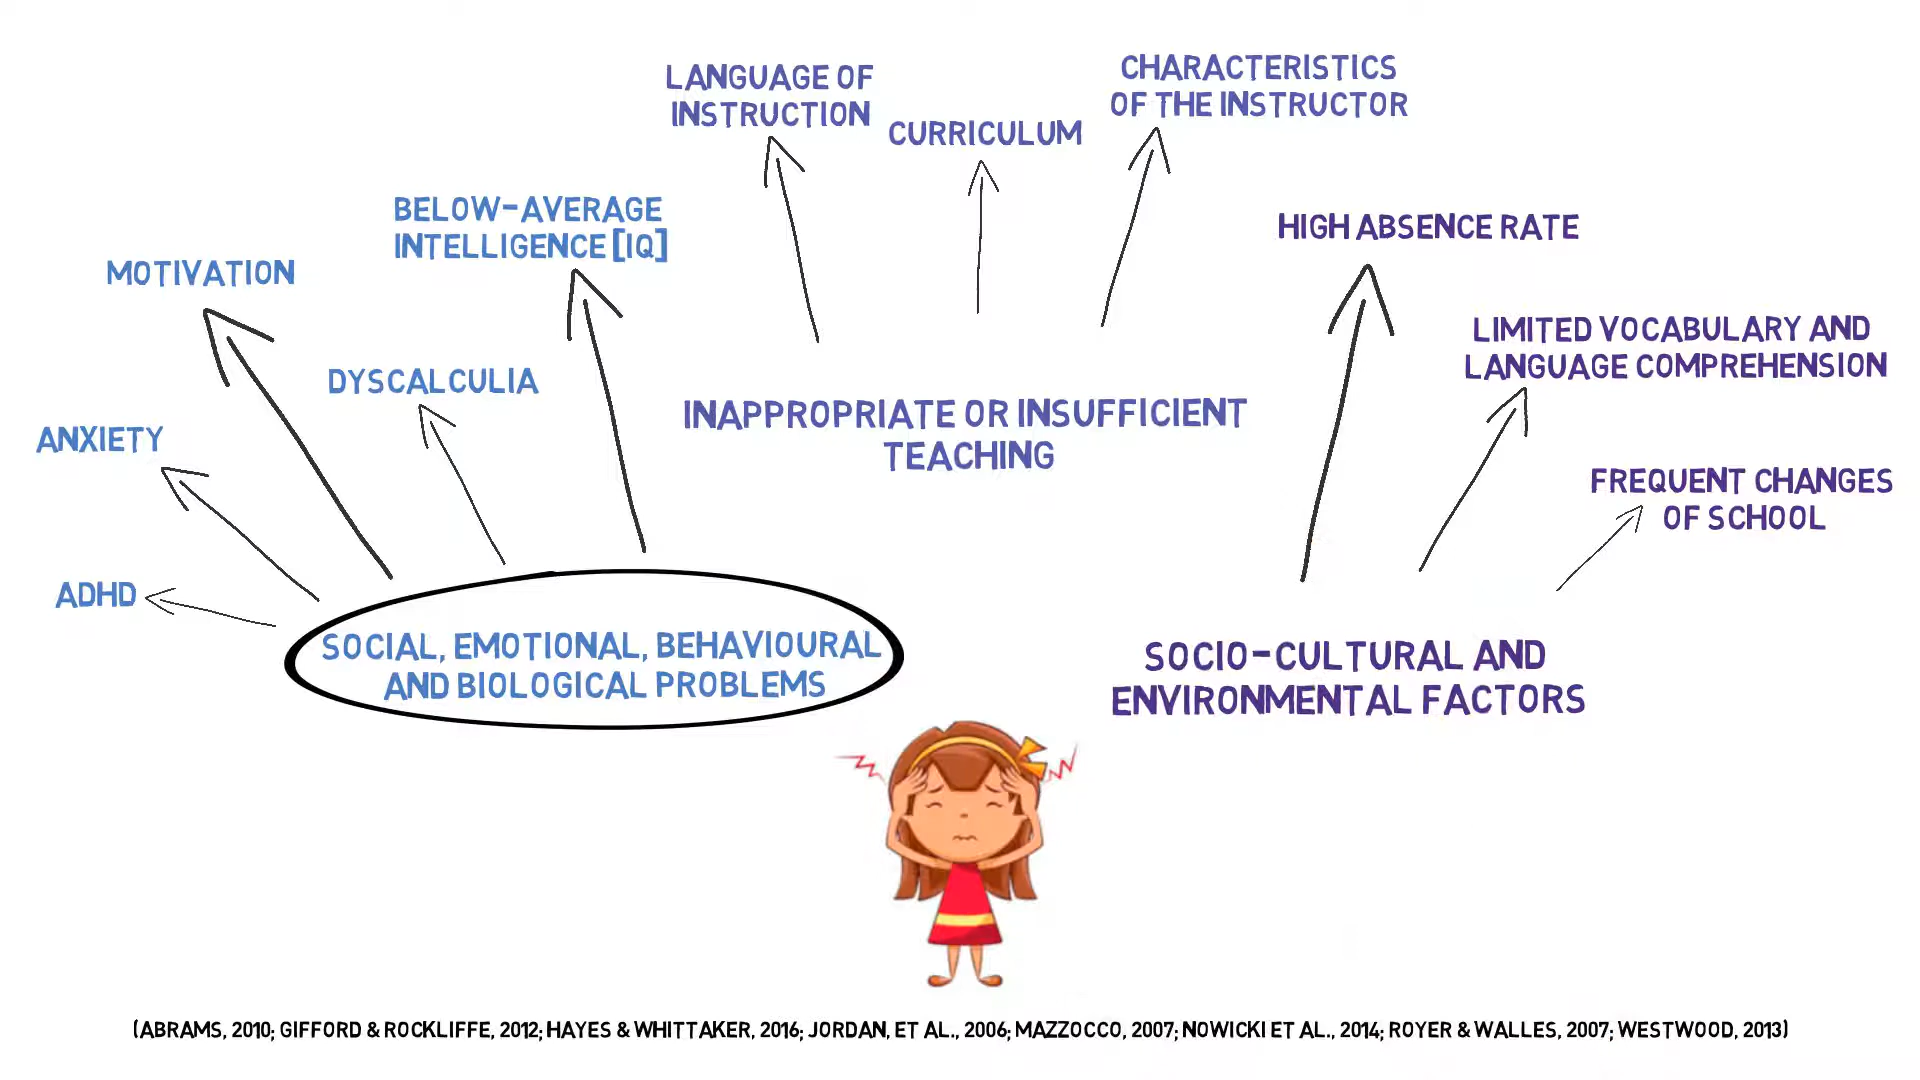 LANGUAGE OF
INSTRUCTION
CURRICULUM
CHARACTERISTICS
OF THE INSTRUCTOR
BELOW-AVERAGE
INTELLIGENCE [IQ]
MOTIVATION
DYSCALCULIA
ANXIETY
ADHD
HIGH ABSENCE RATE
LIMITED VOCABULARY AND
LANGUAGE COMPREHENSION
FREQUENT CHANGES
OF SCHOOL
INAPPROPRIATE OR INSUFFICIENT
TEACHING
SOCIAL, EMOTIONAL, BEHAVIOURAL
AND BIOLOGICAL PROBLEMS
SOCIO-CULTURAL AND
ENVIRONMENTAL FACTORS
(ABRAMS, 2010; GIFFORD & ROCKLIFFE, 2012; HAYES & WHITTAKER, 2016; JORDAN, ET AL., 2006; MAZZOCCO, 2007; NOWICKI ET AL., 2014; ROYER & WALLES, 2007; WESTWOOD, 2013)